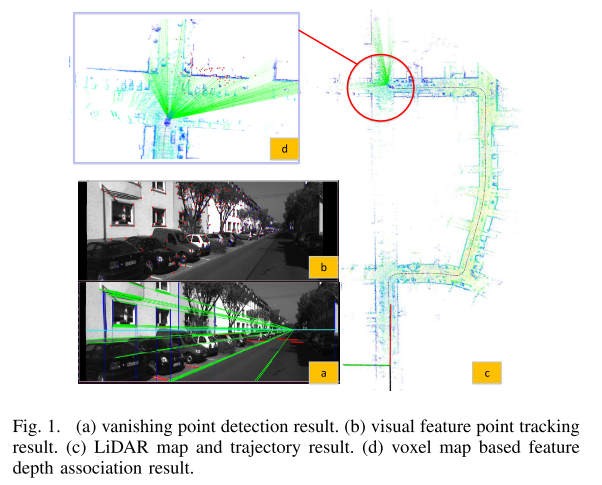 d
b
a
c
Fig. 1. (a) vanishing point detection result. (b) visual feature point tracking
result. (c) LiDAR map and trajectory result. (d) voxel map based feature
depth association result.